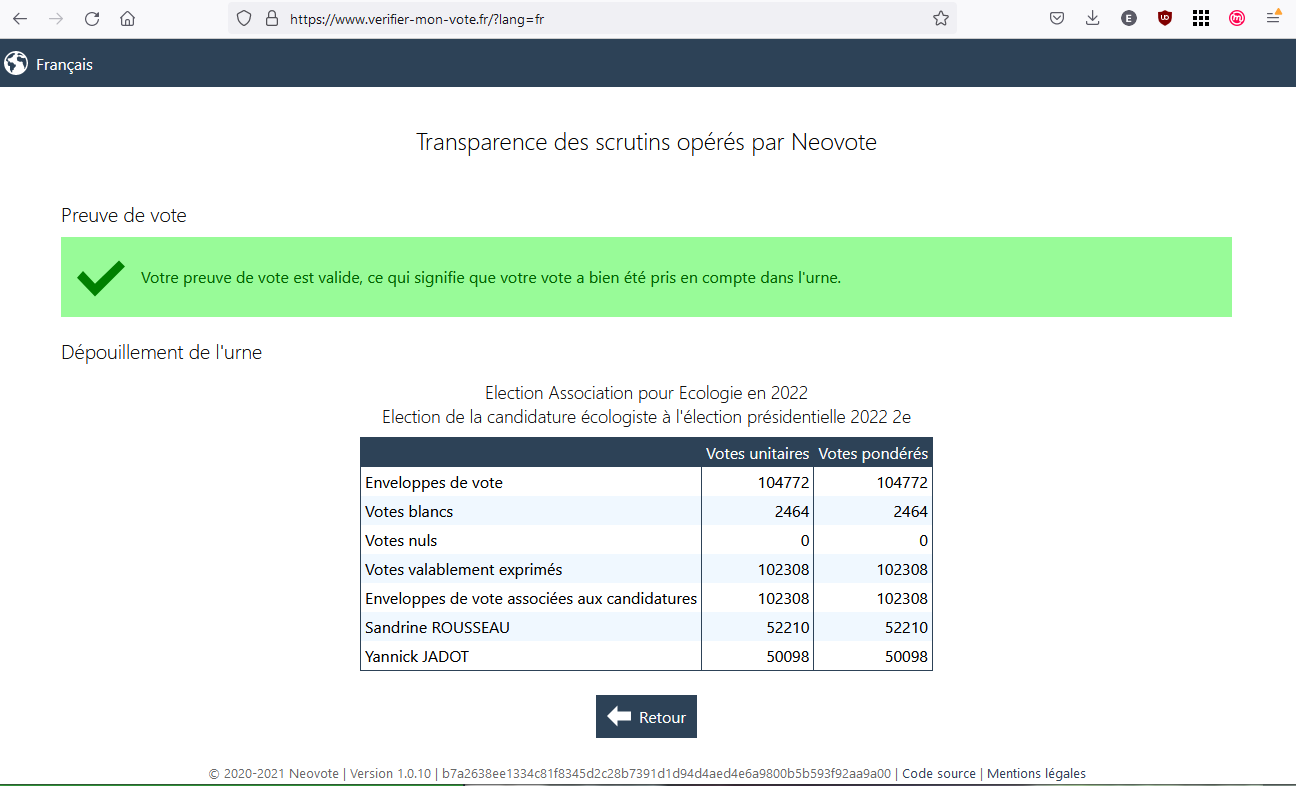 https://www.verifier-mon-vote.fr/?lang=fr
E
Français
Transparence des scrutins opérés par Neovote
Preuve de vote
Votre preuve de vote est valide, ce qui signifie que votre vote a bien été pris en compte dans l'urne.
Dépouillement de l'urne
Election Association pour Ecologie en 2022
Election de la candidature écologiste à l'élection présidentielle 2022 2e
Votes unitaires Votes pondérés
Enveloppes de vote 104772 104772
Votes blancs 2464 2464
Votes nuls 0 0
Votes valablement exprimés 102308 102308
Enveloppes de vote associées aux candidatures 102308 102308
Sandrine ROUSSEAU 52210 52210
Yannick JADOT 50098 50098
Retour
© 2020-2021 Neovote | Version 1.0.10 | b7a2638ee1334c81f8345d2c28b7391d1d94d4aed4e6a9800b5b593f92aa9a00 | Code source | Mentions légales